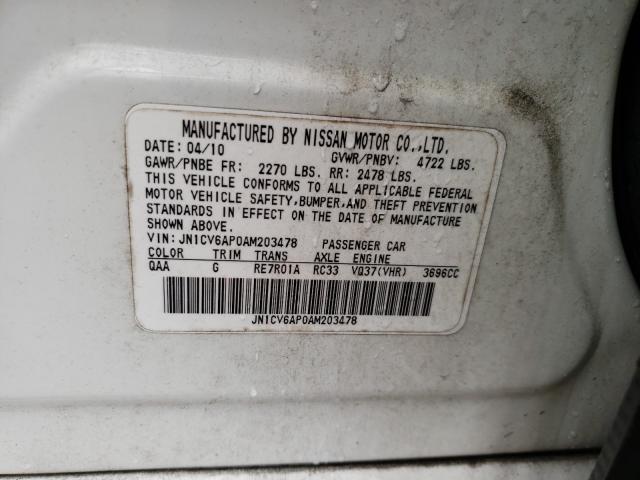 MANUFACTURED BY NISSAN MOTOR CO.,LTD.
DATE: 04/10 GVWR/PNBV: 4722 LBS.
GAWR/PNBE FR: 2270 LBS. RR: 2478 LBS.
THIS VEHICLE CONFORMS TO ALL APPLICABLE FEDERAL
MOTOR VEHICLE SAFETY,BUMPER,AND THEFT PREVENTION
STANDARDS IN EFFECT ON THE DATE OF MANUFACTURE
SHOWN ABOVE.
VIN: JN1CV6AP0AM203478 PASSENGER CAR
COLOR TRIM TRANS AXLE ENGINE
QAA G RE7R01A RC33 VQ37(VHR) 3696CC
JN1CV6AP0AM203478